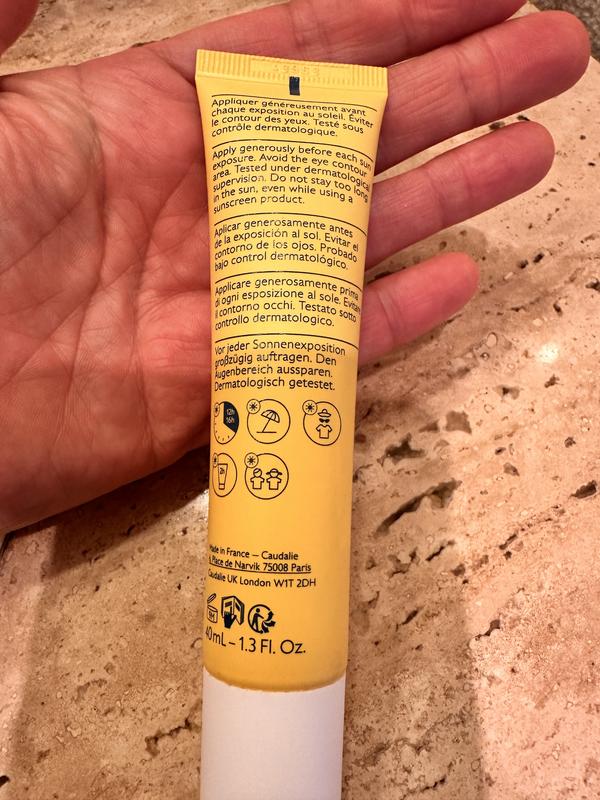 Appliquer généreusement avant
chaque exposition au soleil. Éviter
le contour des yeux. Testé sous
contrôle dermatologique.
Apply generously before each sun
exposure. Avoid the eye contour
area. Tested under dermatological
supervision. Do not stay too long
in the sun, even while using a
sunscreen product.
Aplicar generosamente antes
de la exposición al sol. Evitar el
contorno de los ojos. Probado
bajo control dermatológico.
Applicare generosamente prima
di ogni esposizione al sole. Evitare
il contorno occhi. Testato sotto
controllo dermatologico.
Vor jeder Sonnenexposition
großzügig auftragen. Den
Augenbereich aussparen.
Dermatologisch getestet.
12h
16h
2h
Made in France – Caudalie
Place de Narvik 75008 Paris
Caudalie UK London W1T 2DH
40mL – 1.3 Fl. Oz.